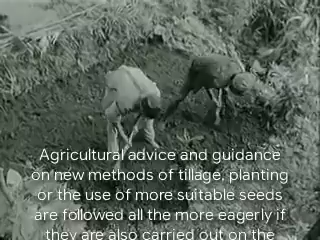 Agricultural advice and guidance
on new methods of tillage, planting
or the use of more suitable seeds
are followed all the more eagerly if
they are also carried out on the